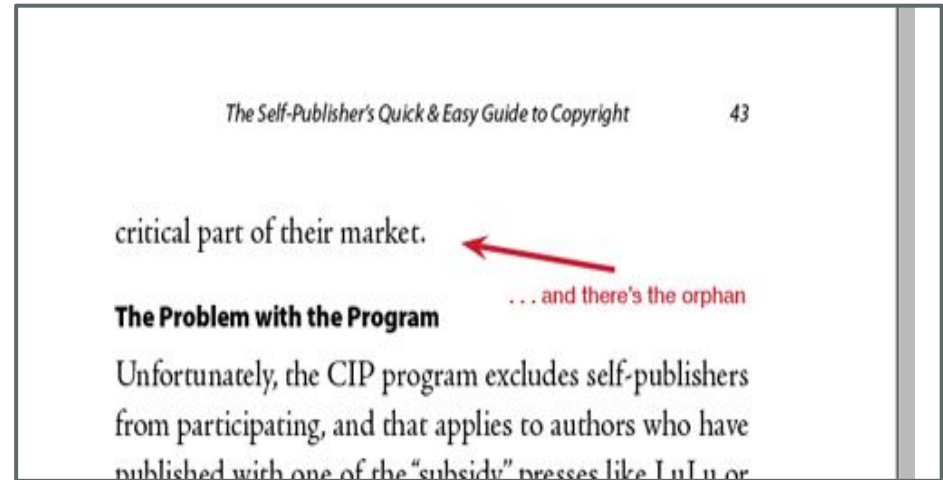 The Self-Publisher's Quick & Easy Guide to Copyright 43
critical part of their market.
. . . and there's the orphan
The Problem with the Program
Unfortunately, the CIP program excludes self-publishers
from participating, and that applies to authors who have
published with one of the "subsidy" presses like LuLu or